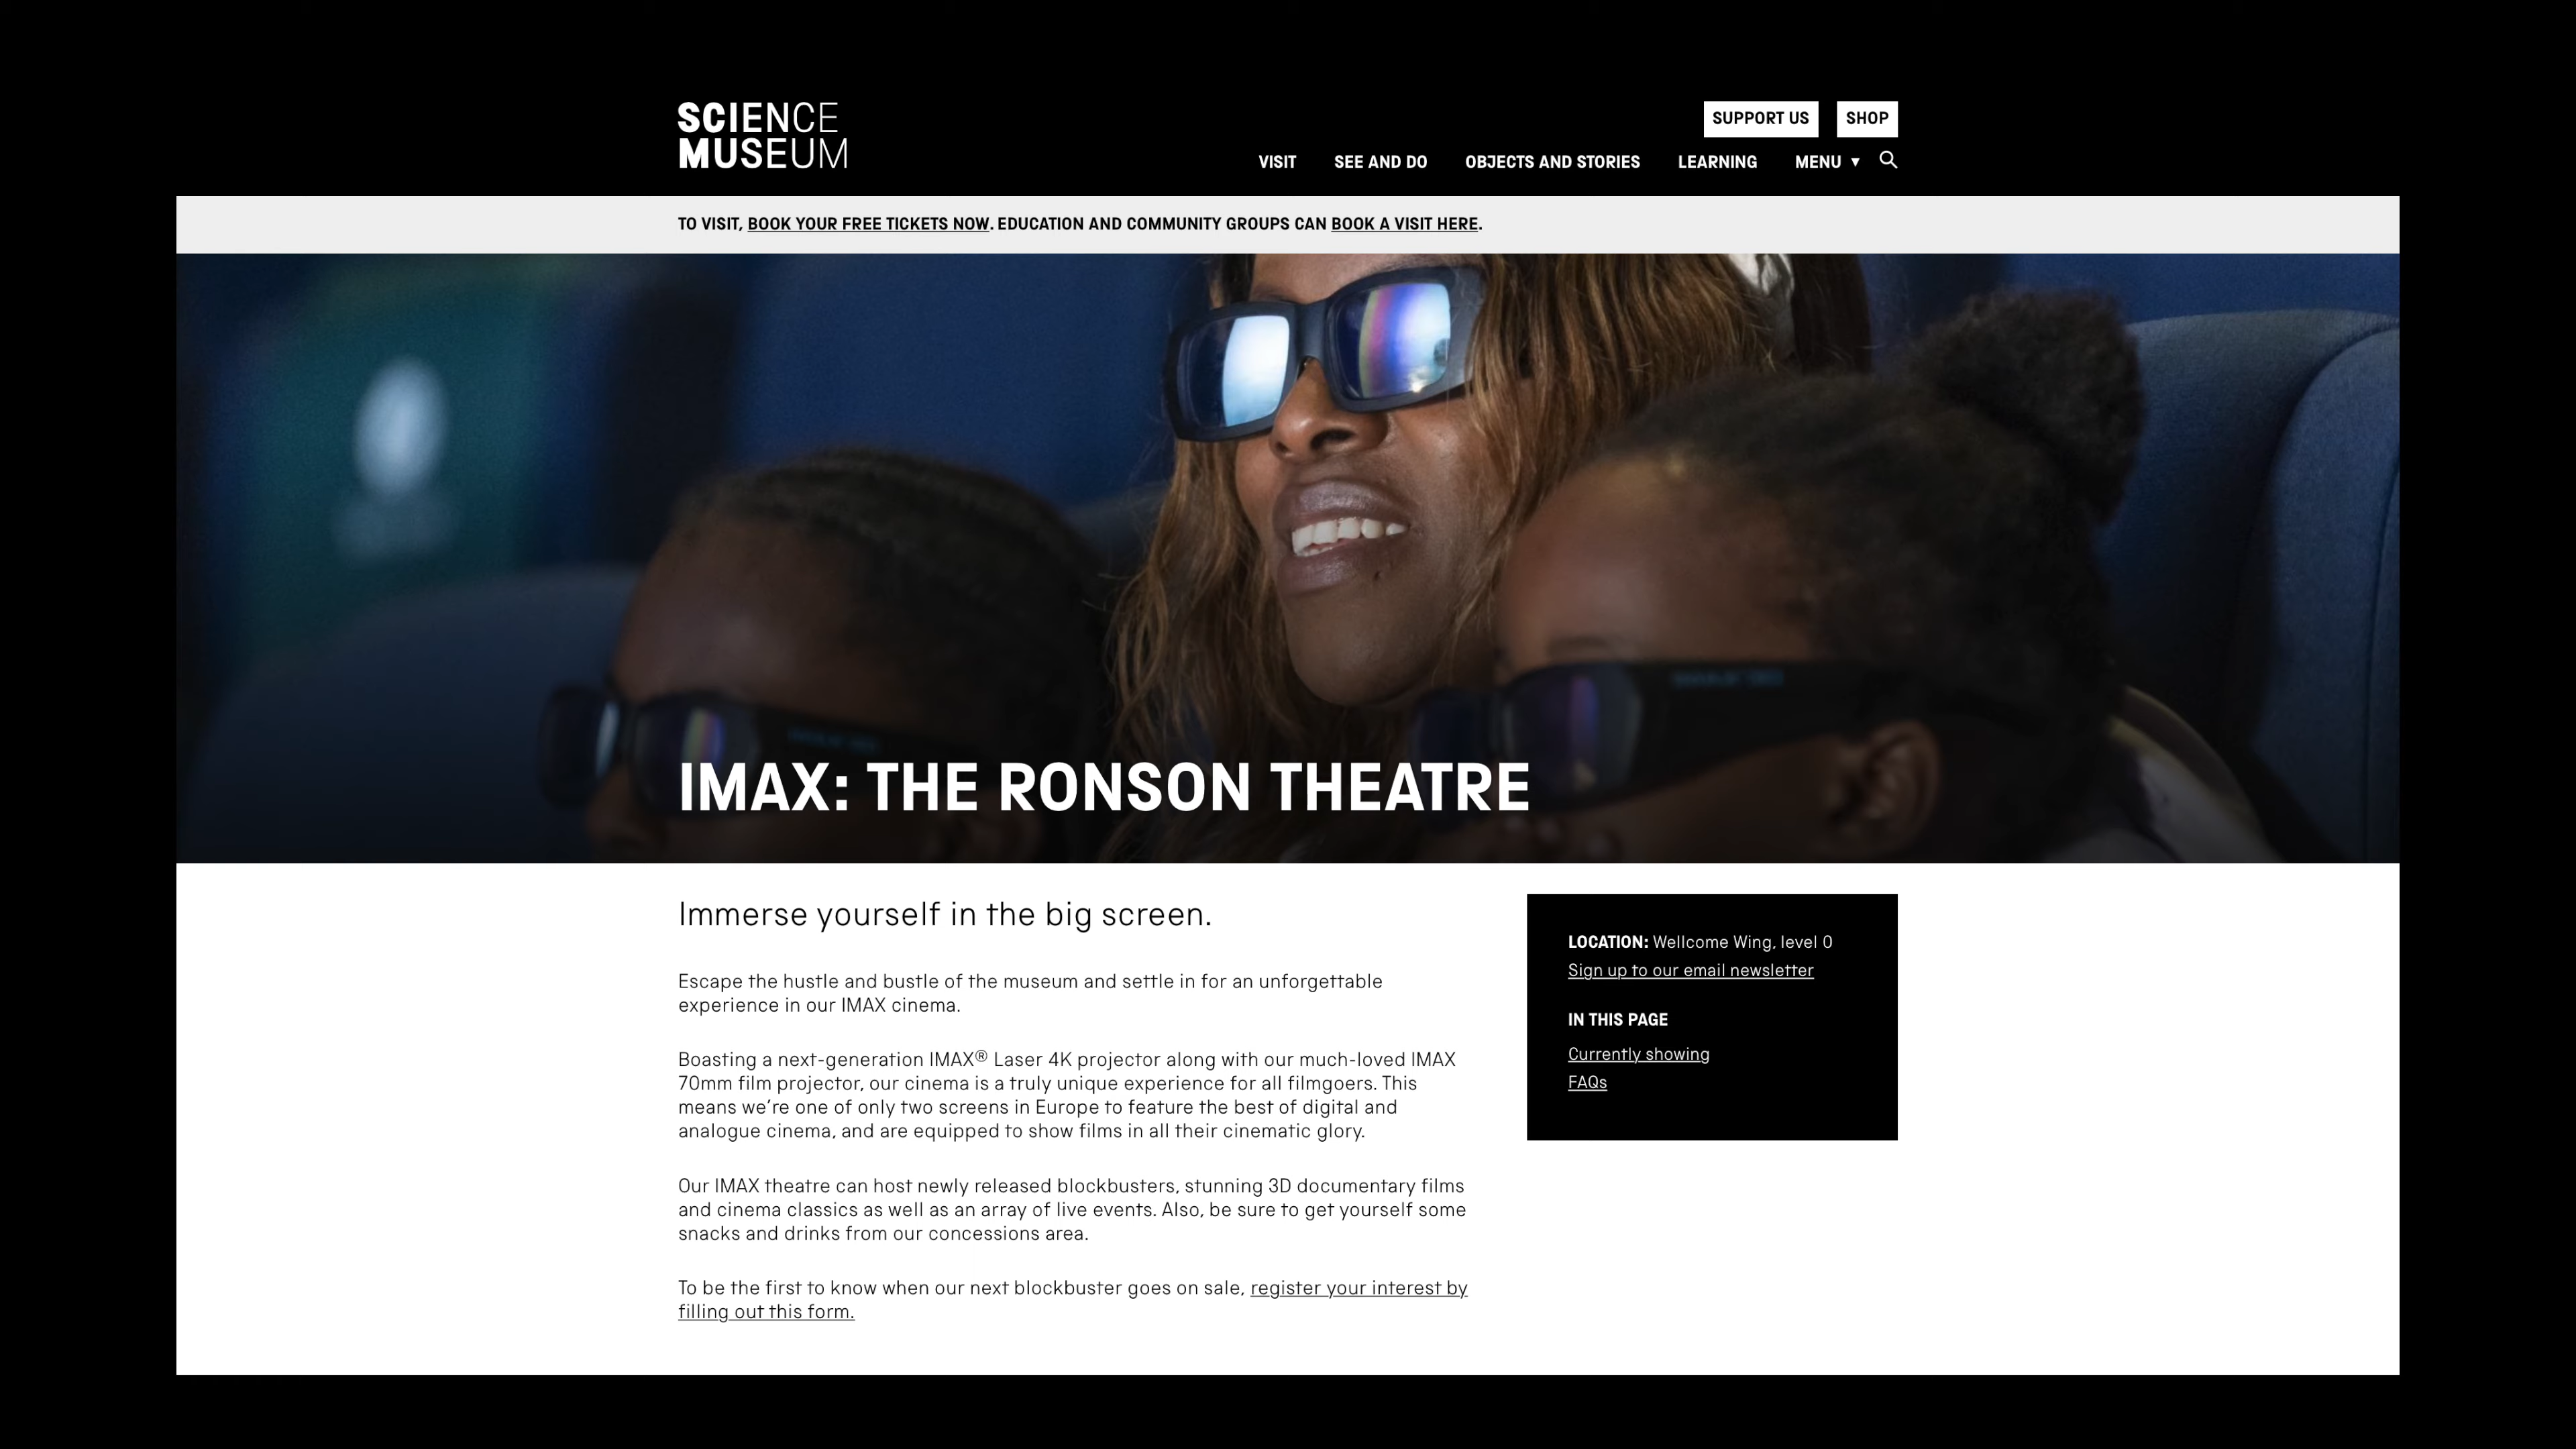 SCIENCE
MUSEUM
SUPPORT US
SHOP
VISIT
SEE AND DO
OBJECTS AND STORIES
LEARNING
MENU ▼
TO VISIT, BOOK YOUR FREE TICKETS NOW. EDUCATION AND COMMUNITY GROUPS CAN BOOK A VISIT HERE.
IMAX: THE RONSON THEATRE
Immerse yourself in the big screen.
Escape the hustle and bustle of the museum and settle in for an unforgettable
experience in our IMAX cinema.
Boasting a next-generation IMAX® Laser 4K projector along with our much-loved IMAX
70mm film projector, our cinema is a truly unique experience for all filmgoers. This
means we're one of only two screens in Europe to feature the best of digital and
analogue cinema, and are equipped to show films in all their cinematic glory.
Our IMAX theatre can host newly released blockbusters, stunning 3D documentary films
and cinema classics as well as an array of live events. Also, be sure to get yourself some
snacks and drinks from our concessions area.
To be the first to know when our next blockbuster goes on sale, register your interest by
filling out this form.
LOCATION: Wellcome Wing, level 0
Sign up to our email newsletter
IN THIS PAGE
Currently showing
FAQs